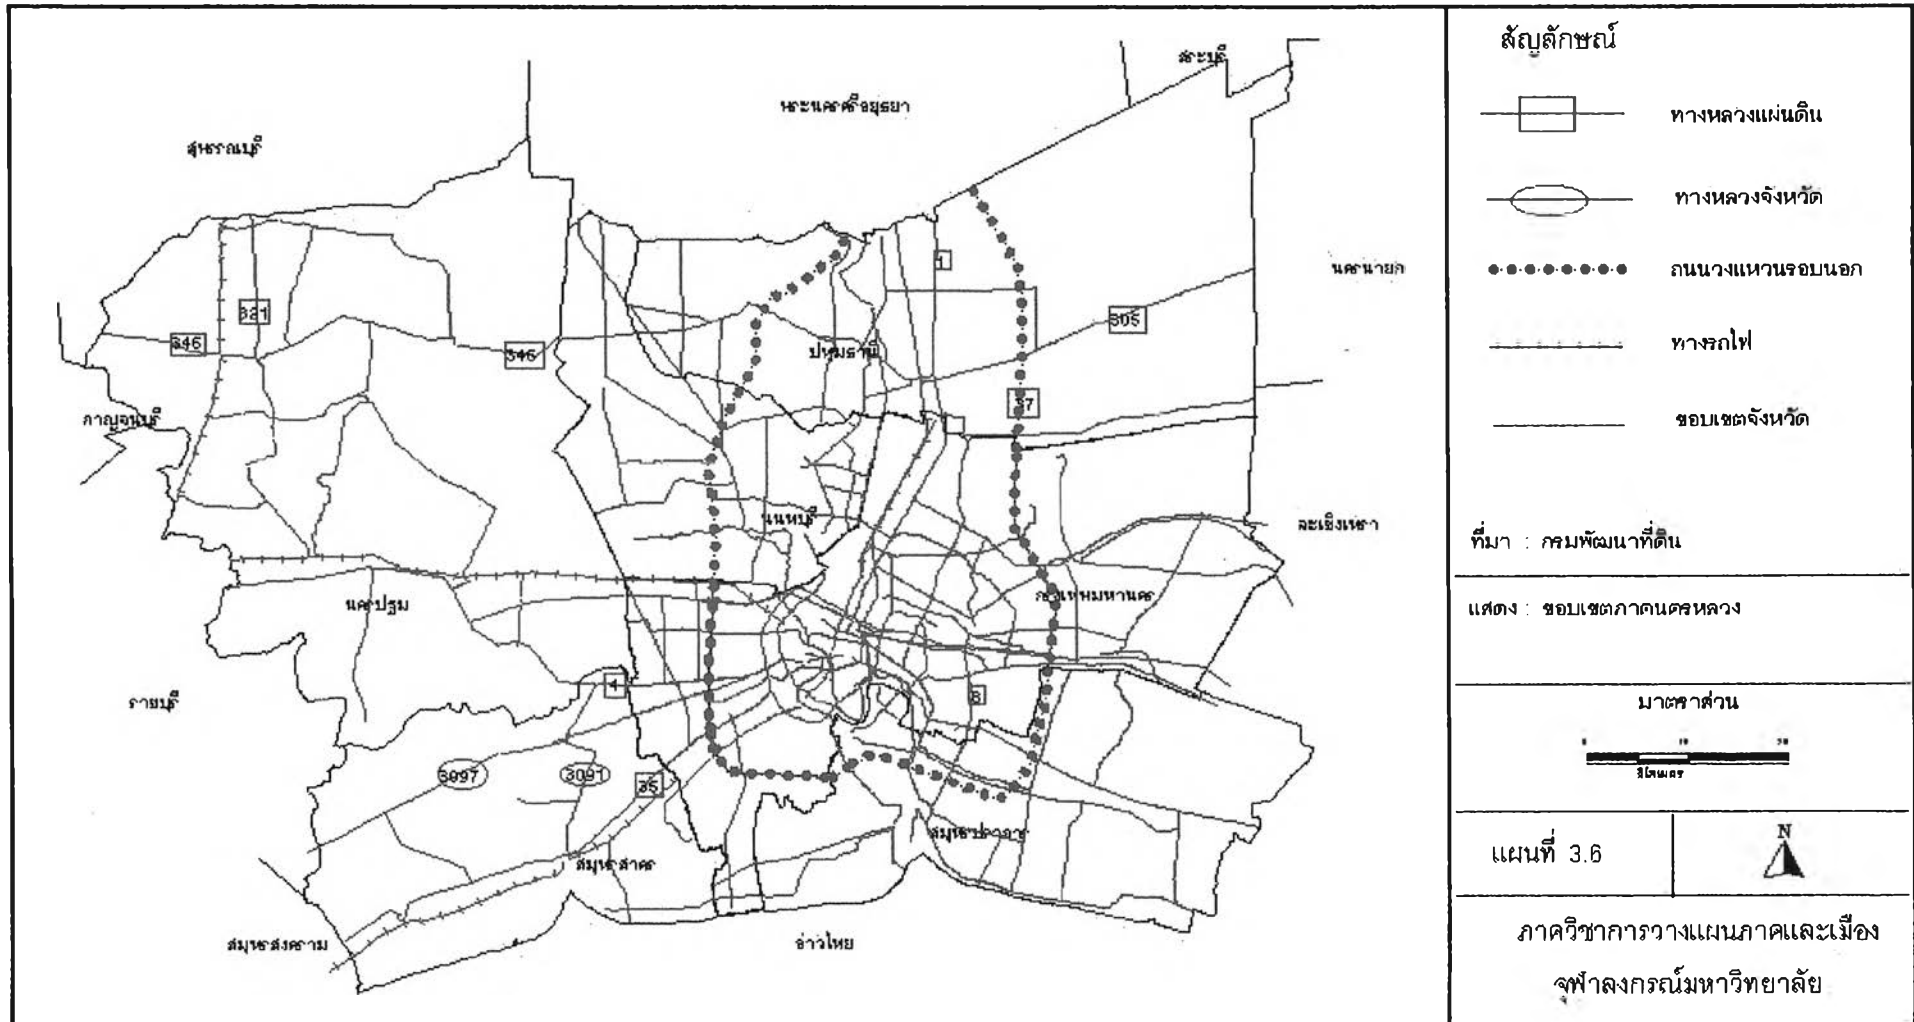 สระบุรี
พระนครศรีอยุธยา
สุพรรณบุรี
นครนายก
1
321
305
346
346
ปทุมธานี
37
กาญจนบุรี
นนทบุรี
ฉะเชิงเทรา
นครปฐม
กรุงเทพมหานคร
ราชบุรี
4
3097
3091
35
สมุทรปราการ
สมุทรสาคร
สมุทรสงคราม
อ่าวไทย
สัญลักษณ์
ทางหลวงแผ่นดิน
ทางหลวงจังหวัด
ถนนวงแหวนรอบนอก
ทางรถไฟ
ขอบเขตจังหวัด
ที่มา : กรมพัฒนาที่ดิน
แสดง : ขอบเขตภาคนครหลวง
มาตราส่วน
0 10 20
กิโลเมตร
แผนที่ 3.6
N
ภาควิชาการวางแผนภาคและเมือง
จุฬาลงกรณ์มหาวิทยาลัย